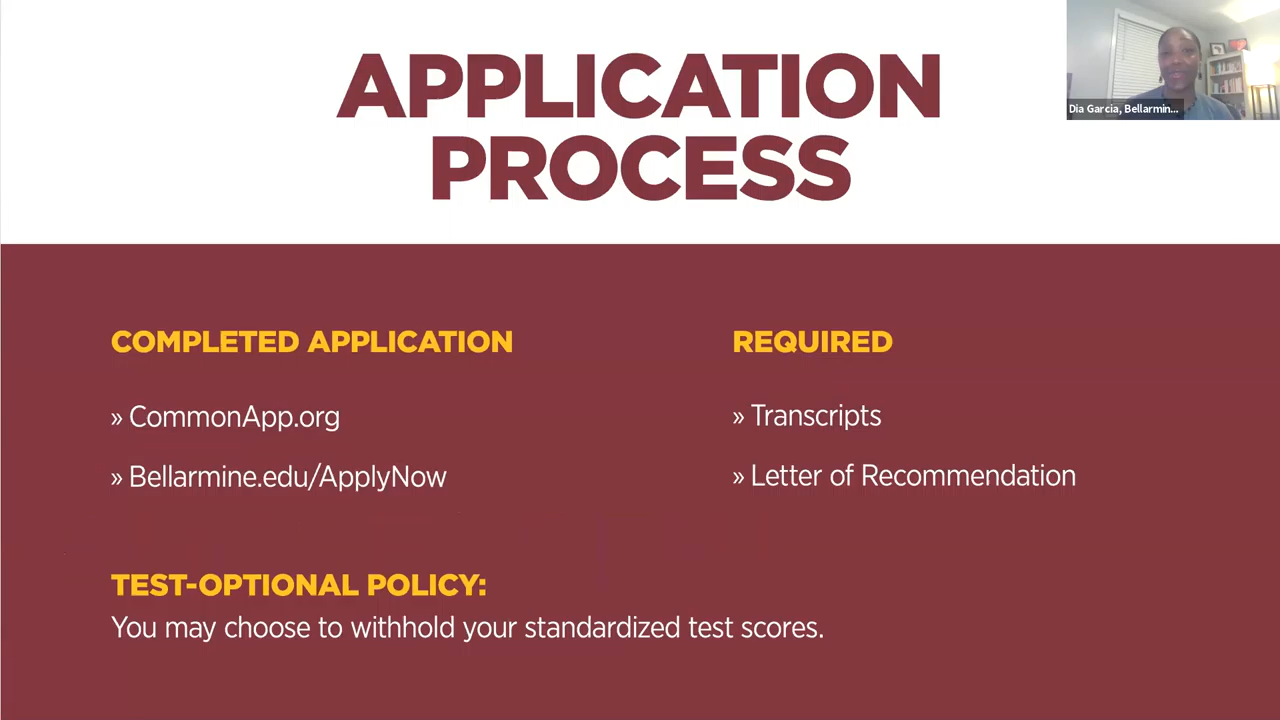 APPLICATION
PROCESS
Dia Garcia, Bellarmin...
COMPLETED APPLICATION
» CommonApp.org
» Bellarmine.edu/ApplyNow
REQUIRED
» Transcripts
» Letter of Recommendation
TEST-OPTIONAL POLICY:
You may choose to withhold your standardized test scores.